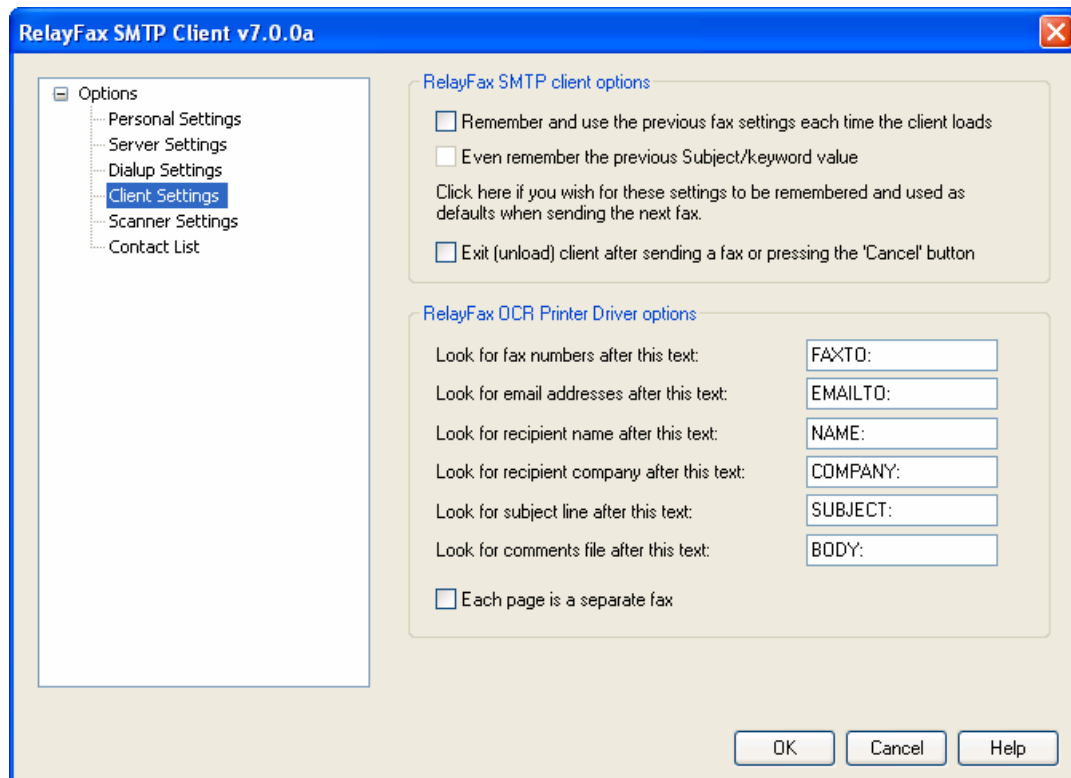 RelayFax SMTP Client v7.0.0a
Options
Personal Settings
Server Settings
Dialup Settings
Client Settings
Scanner Settings
Contact List
RelayFax SMTP client options
Remember and use the previous fax settings each time the client loads
Even remember the previous Subject/keyword value
Click here if you wish for these settings to be remembered and used as
defaults when sending the next fax.
Exit (unload) client after sending a fax or pressing the 'Cancel' button
RelayFax OCR Printer Driver options
Look for fax numbers after this text: FAXTO:
Look for email addresses after this text: EMAILTO:
Look for recipient name after this text: NAME:
Look for recipient company after this text: COMPANY:
Look for subject line after this text: SUBJECT:
Look for comments file after this text: BODY:
Each page is a separate fax
OK Cancel Help